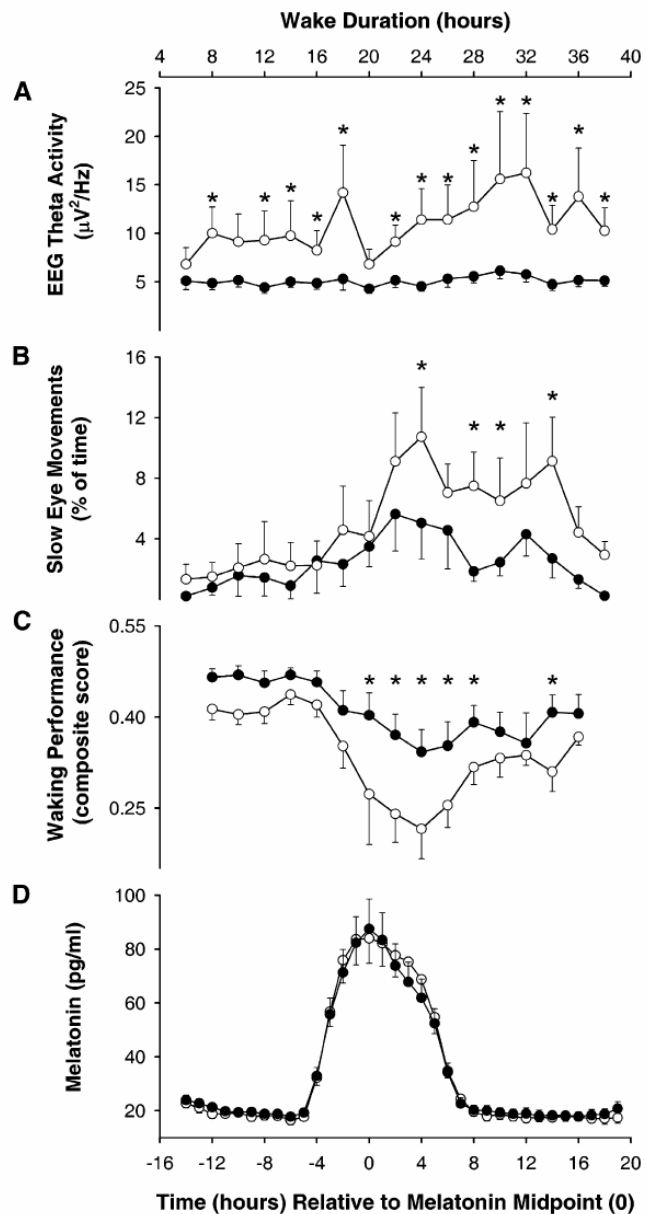 Wake Duration (hours)
4 8 12 16 20 24 28 32 36 40
A
EEG Theta Activity
(µV²/Hz)
25
20
15
10
5
* * * * * * * * * * * * * *
B
Slow Eye Movements
(% of time)
16
12
8
4
* * * *
C
Waking Performance
(composite score)
0.55
0.40
0.25
* * * * * *
D
Melatonin (pg/ml)
100
80
60
40
20
-16 -12 -8 -4 0 4 8 12 16 20
Time (hours) Relative to Melatonin Midpoint (0)